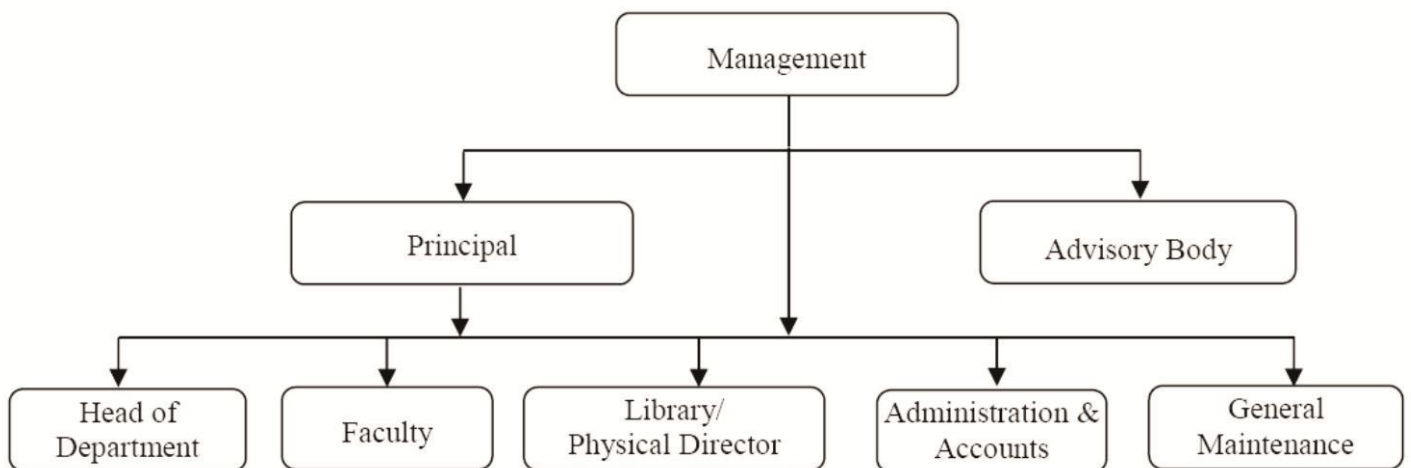 Management
Principal
Advisory Body
Head of
Department
Faculty
Library/
Physical Director
Administration &
Accounts
General
Maintenance